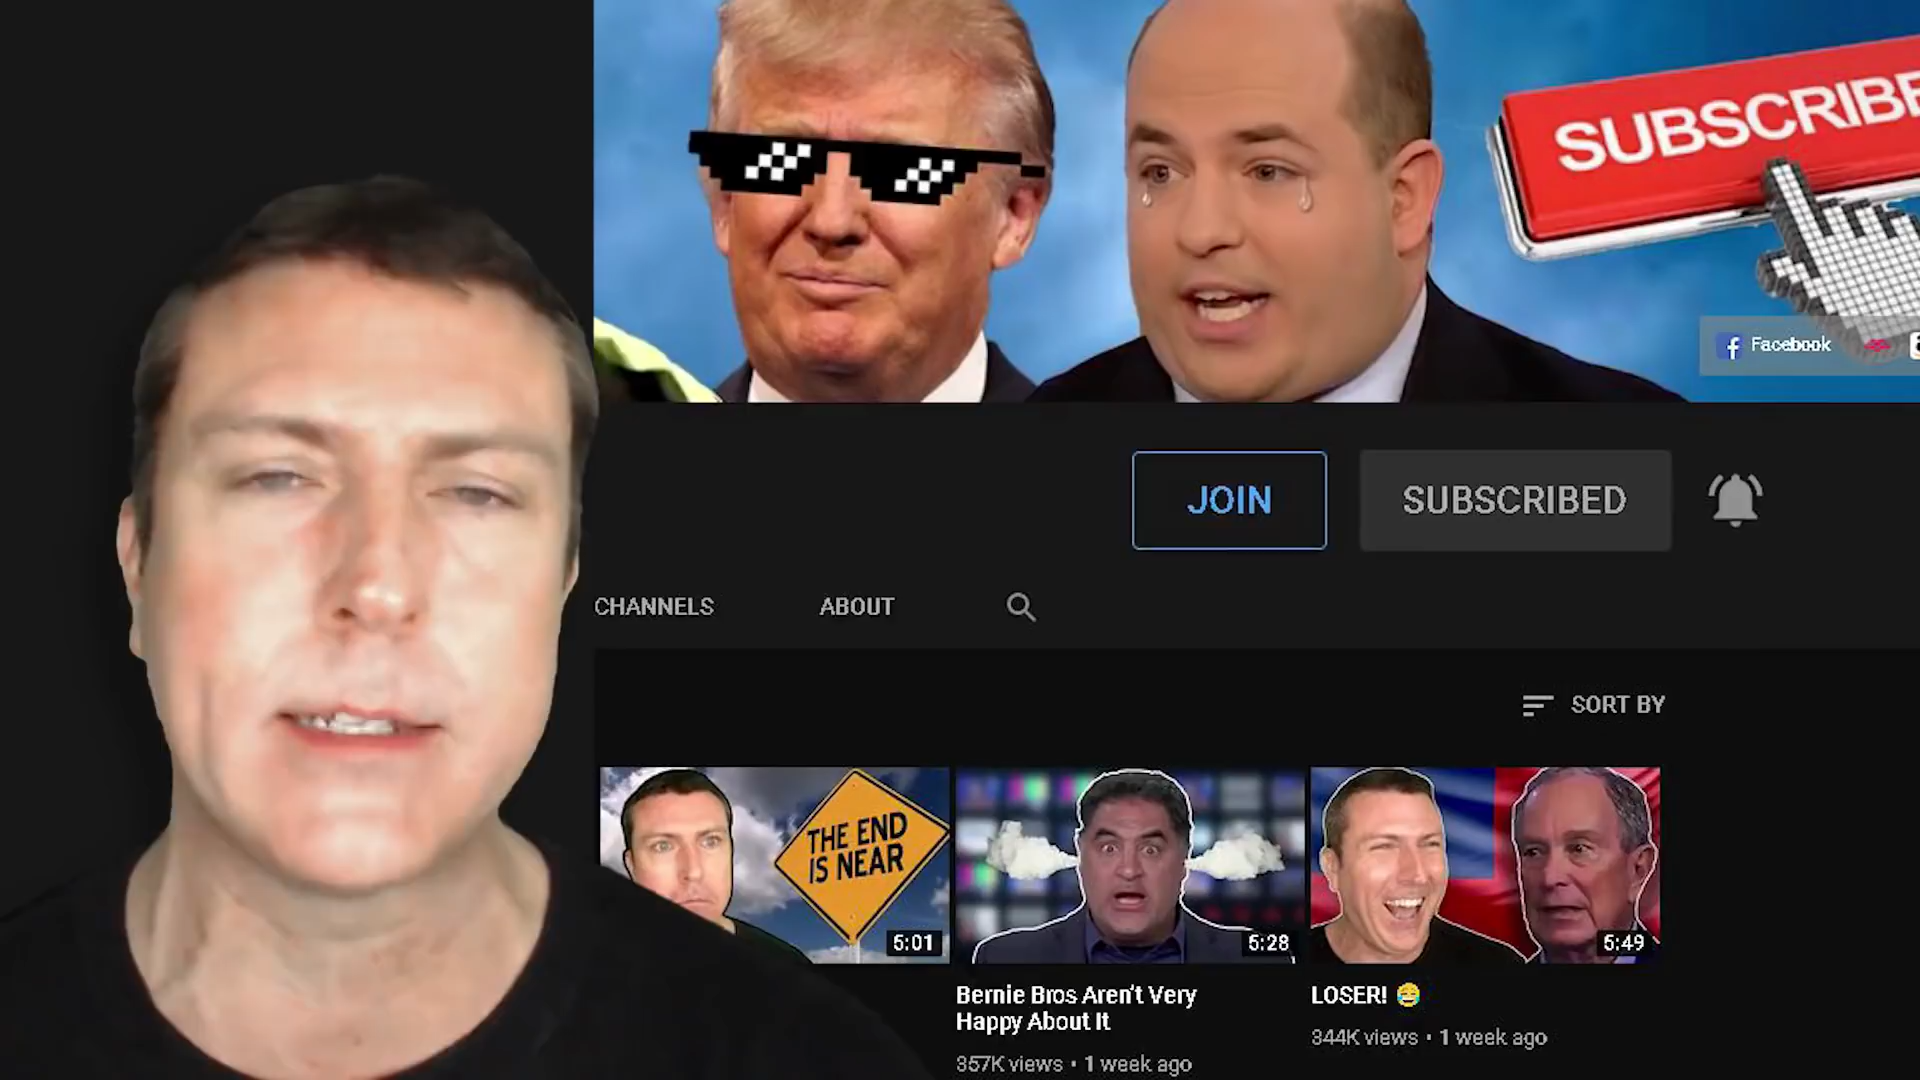 SUBSCRIBE
Facebook
JOIN
SUBSCRIBED
CHANNELS
ABOUT
SORT BY
THE END
IS NEAR
5:01
5:28
5:49
Bernie Bros Aren't Very
Happy About It
357K views • 1 week ago
LOSER! 😂
344K views • 1 week ago